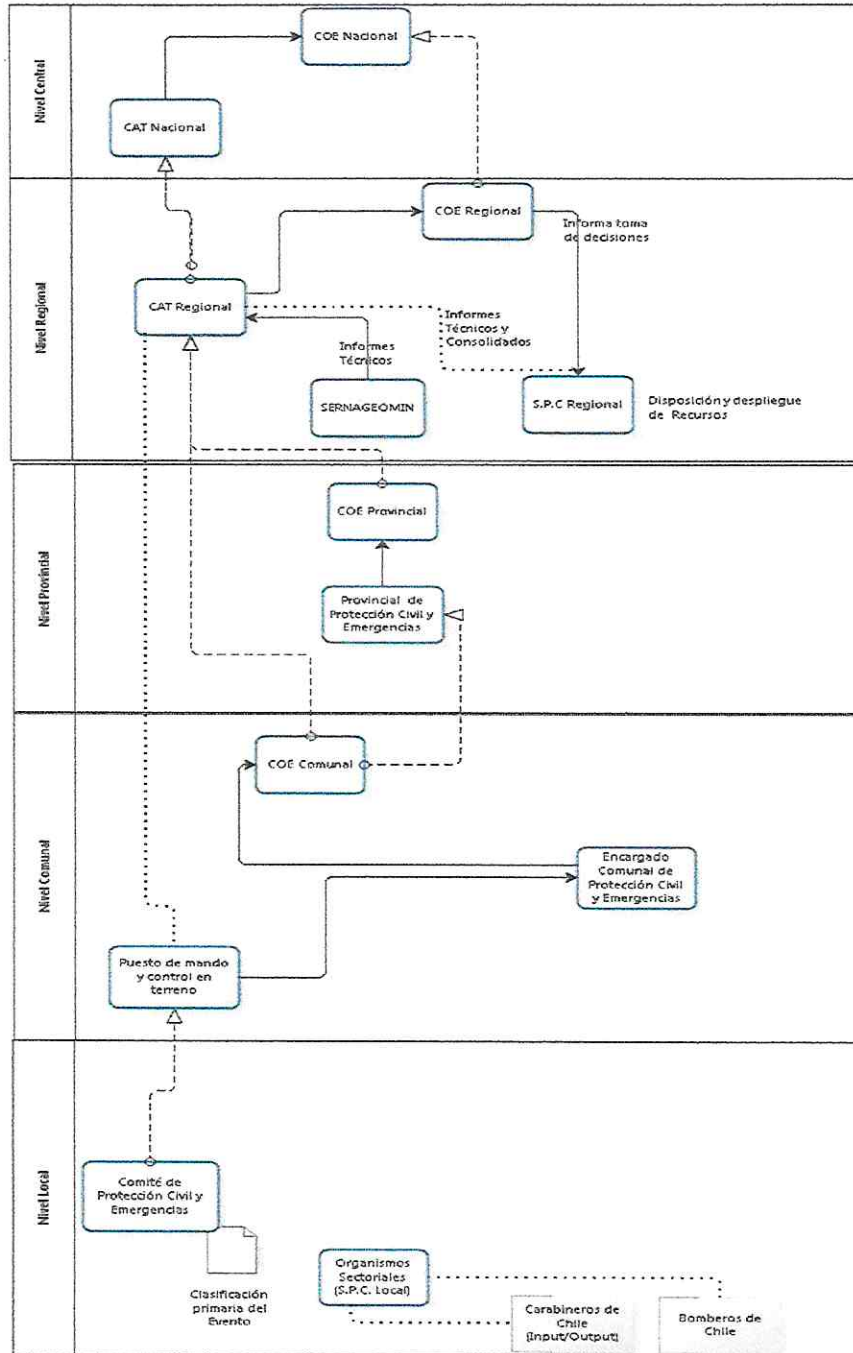 Nivel Central
COE Nacional
CAT Nacional
Nivel Regional
COE Regional
Informa toma
de decisiones
CAT Regional
Informes
Técnicos y
Consolidados
Informes
Técnicos
SERNAGEOMIN
S.P.C Regional
Disposición y despliegue
de Recursos
Nivel Provincial
COE Provincial
Provincial de
Protección Civil y
Emergencias
Nivel Comunal
COE Comunal
Encargado
Comunal de
Protección Civil
y Emergencias
Puesto de mando
y control en
terreno
Nivel Local
Comité de
Protección Civil y
Emergencias
Clasificación
primaria del
Evento
Organismos
Sectoriales
(S.P.C. Local)
Carabineros de
Chile
(Input/Output)
Bomberos de
Chile